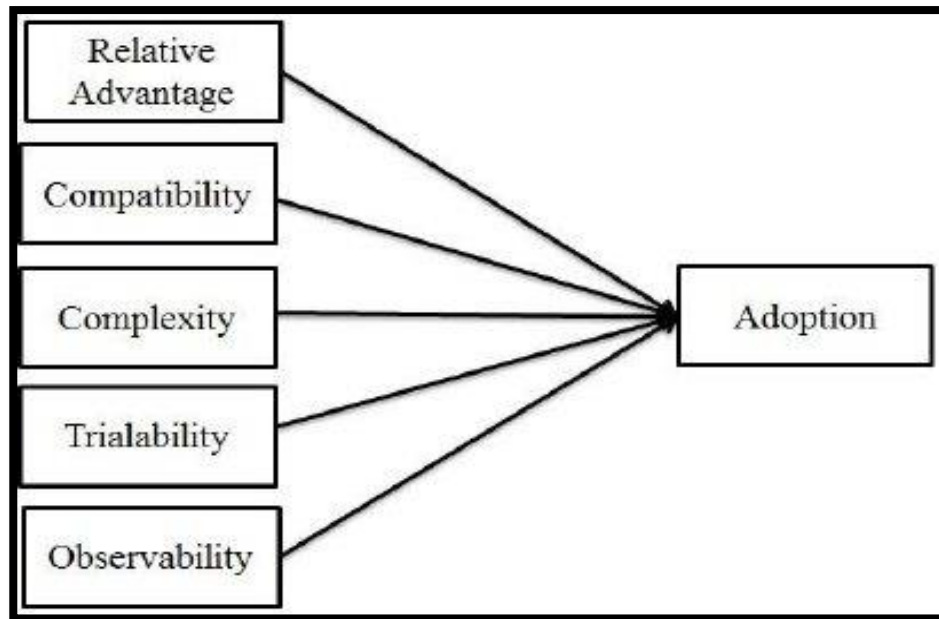 Relative
Advantage
Compatibility
Complexity
Adoption
Trialability
Observability